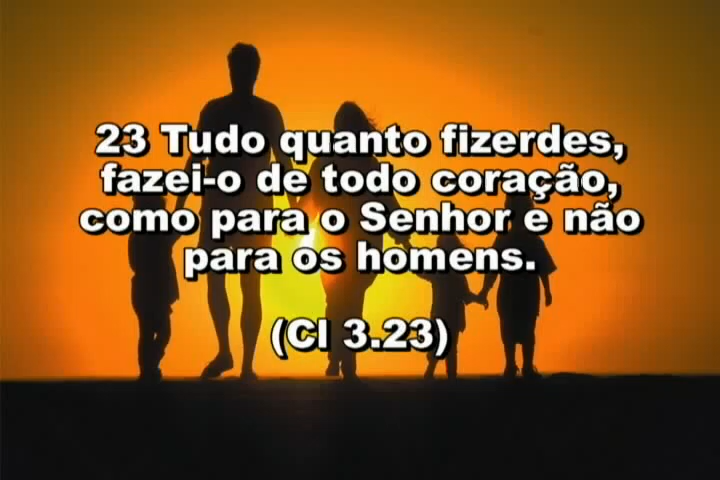 23 Tudo quanto fizerdes,
fazei-o de todo coração,
como para o Senhor e não
para os homens.
(Cl 3.23)